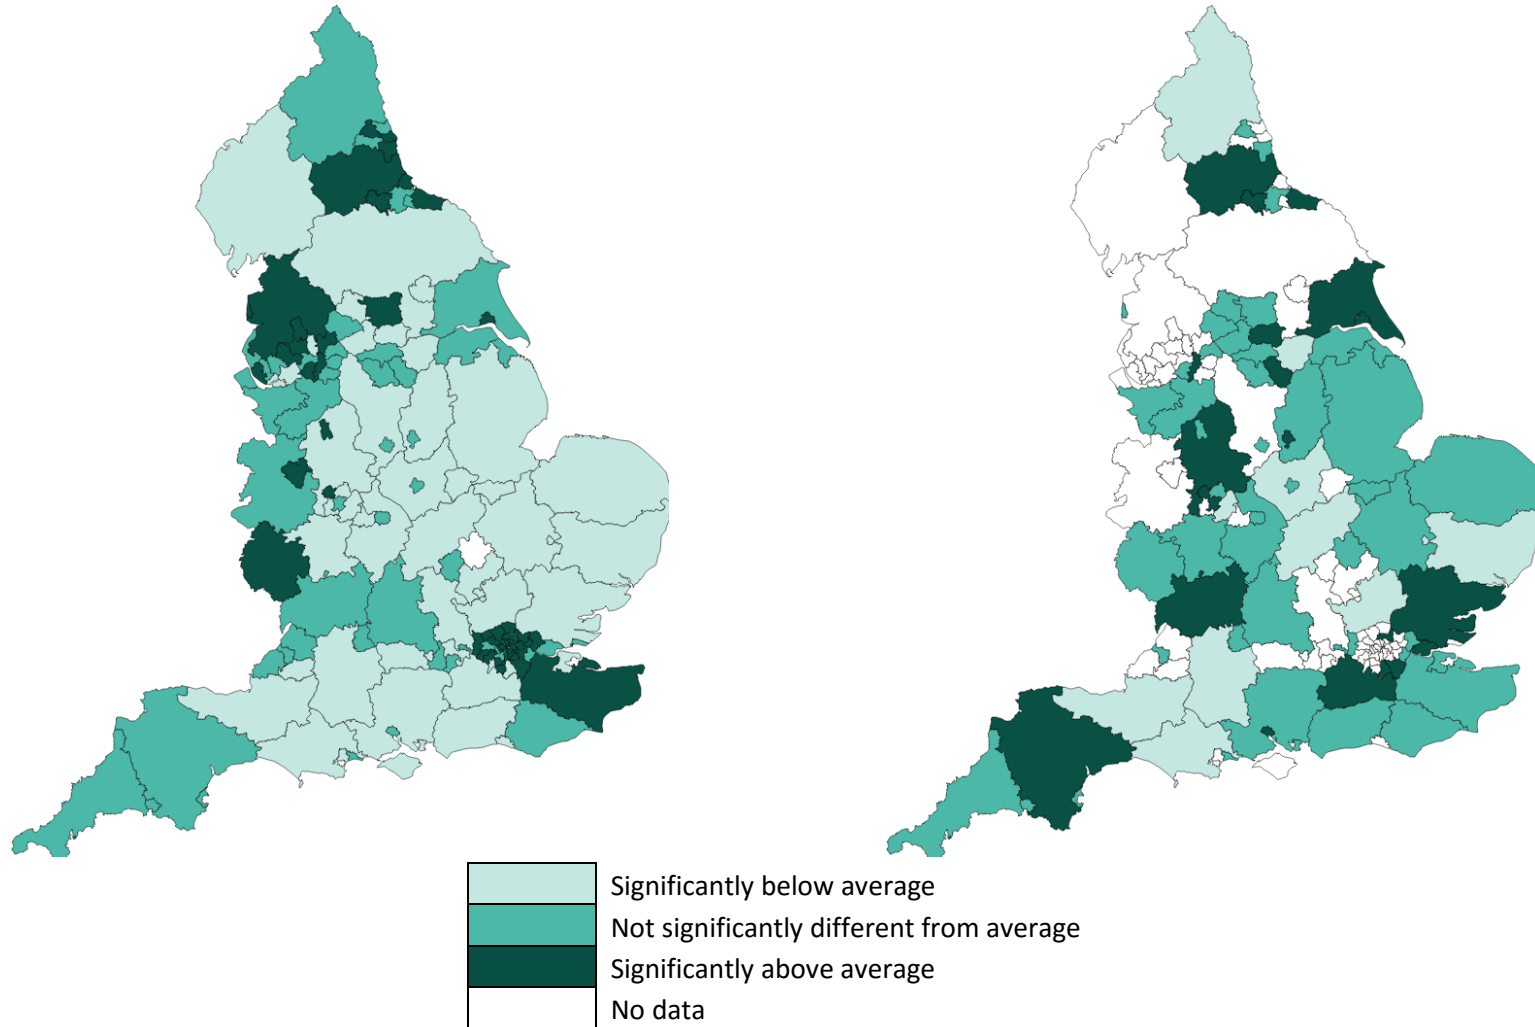 Significantly below average
Not significantly different from average
Significantly above average
No data